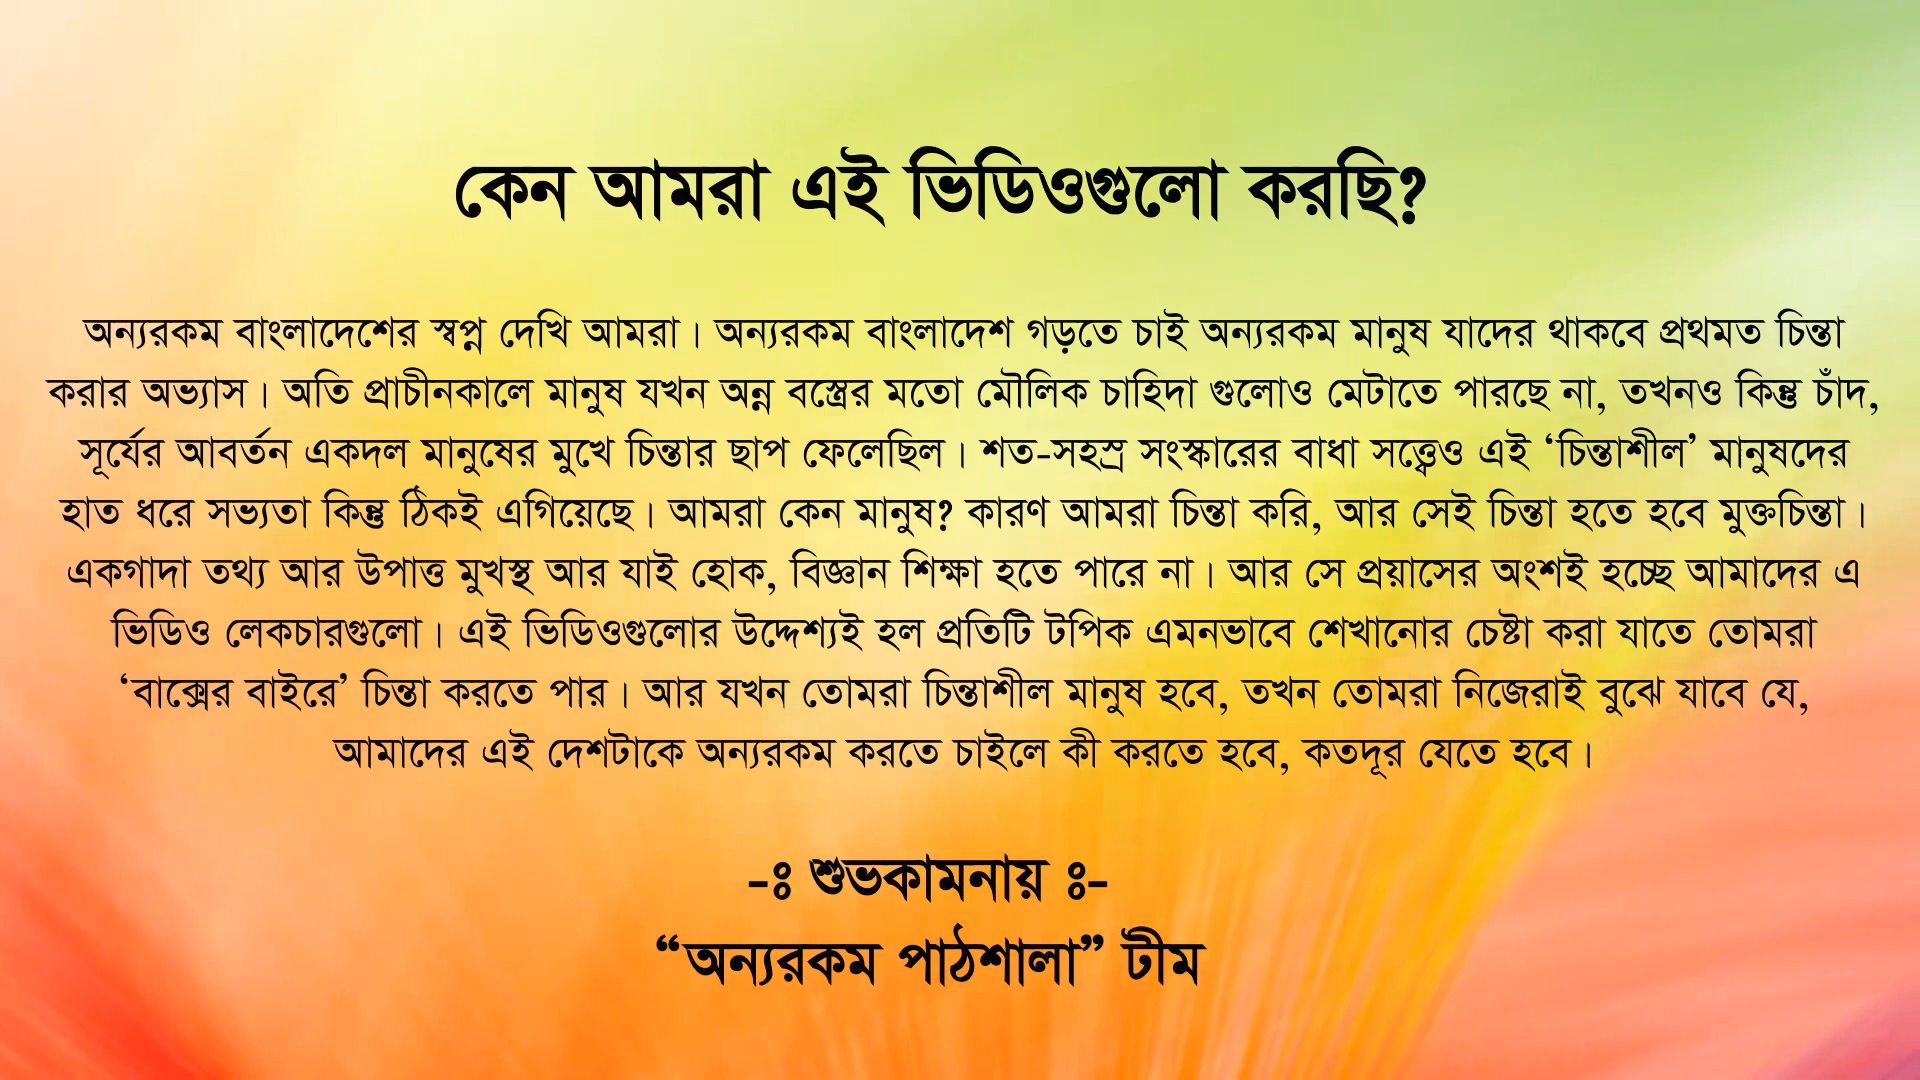 কেন আমরা এই ভিডিওগুলো করছি?
অন্যরকম বাংলাদেশের স্বপ্ন দেখি আমরা। অন্যরকম বাংলাদেশ গড়তে চাই অন্যরকম মানুষ যাদের থাকবে প্রথমত চিন্তা
করার অভ্যাস। অতি প্রাচীনকালে মানুষ যখন অন্ন বস্ত্রের মতো মৌলিক চাহিদা গুলোও মেটাতে পারছে না, তখনও কিন্তু চাঁদ,
সূর্যের আবর্তন একদল মানুষের মুখে চিন্তার ছাপ ফেলেছিল। শত-সহস্র সংস্কারের বাধা সত্ত্বেও এই ‘চিন্তাশীল’ মানুষদের
হাত ধরে সভ্যতা কিন্তু ঠিকই এগিয়েছে। আমরা কেন মানুষ? কারণ আমরা চিন্তা করি, আর সেই চিন্তা হতে হবে মুক্তচিন্তা।
একগাদা তথ্য আর উপাত্ত মুখস্থ আর যাই হোক, বিজ্ঞান শিক্ষা হতে পারে না। আর সে প্রয়াসের অংশই হচ্ছে আমাদের এ
ভিডিও লেকচারগুলো। এই ভিডিওগুলোর উদ্দেশ্যই হল প্রতিটি টপিক এমনভাবে শেখানোর চেষ্টা করা যাতে তোমরা
‘বাক্সের বাইরে’ চিন্তা করতে পার। আর যখন তোমরা চিন্তাশীল মানুষ হবে, তখন তোমরা নিজেরাই বুঝে যাবে যে,
আমাদের এই দেশটাকে অন্যরকম করতে চাইলে কী করতে হবে, কতদূর যেতে হবে।
-ঃ শুভকামনায় ঃ-
“অন্যরকম পাঠশালা” টীম